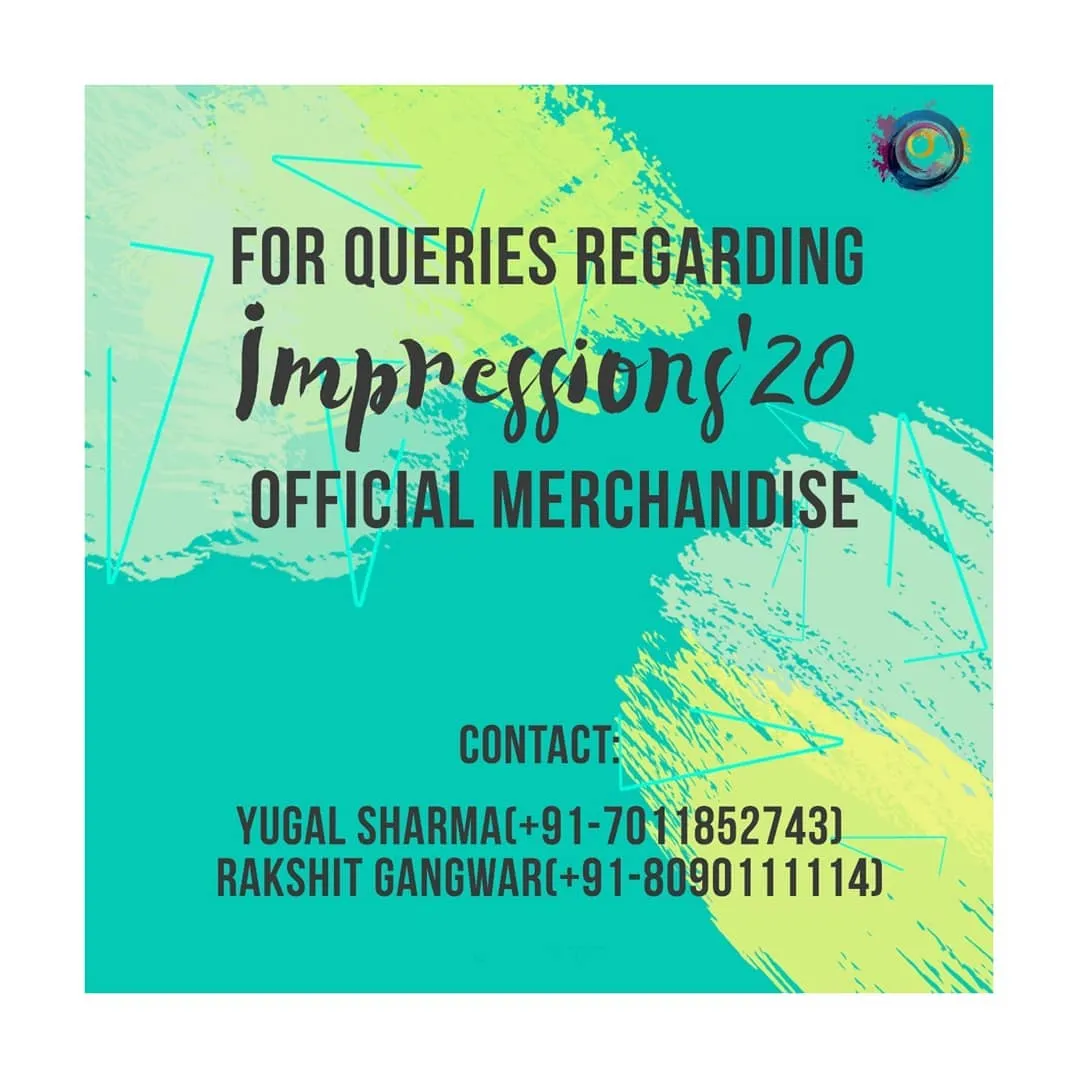 FOR QUERIES REGARDING
Impressions'20
OFFICIAL MERCHANDISE
CONTACT:
YUGAL SHARMA(+91-7011852743)
RAKSHIT GANGWAR(+91-8090111114)